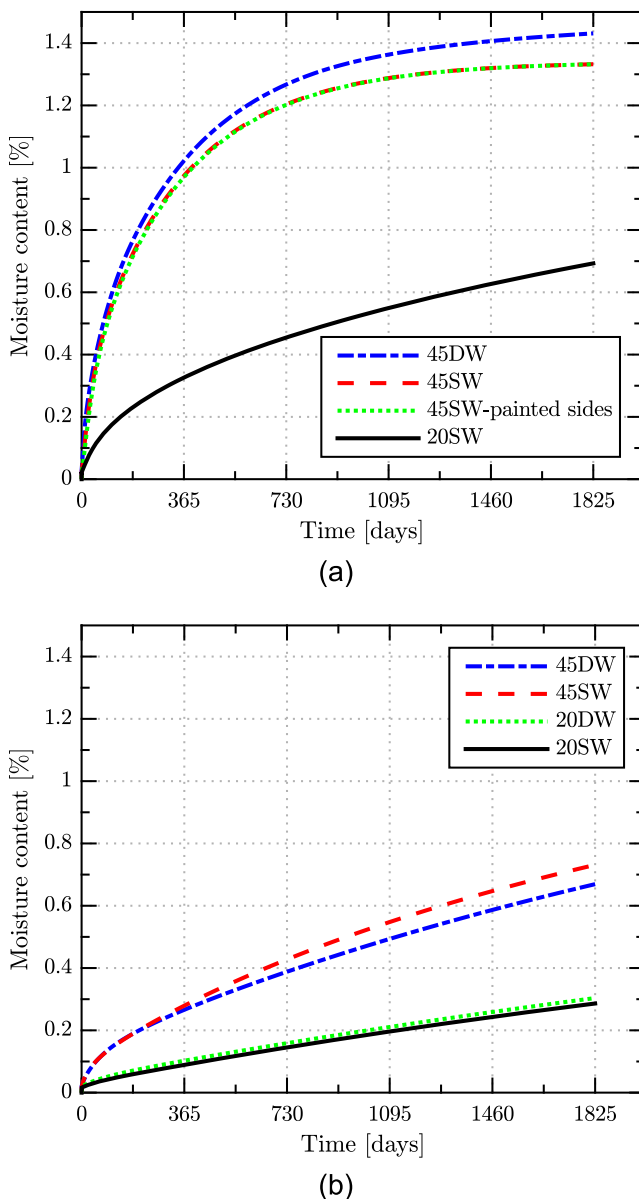 1.4
1.2
1
0.8
0.6
0.4
0.2
0
Moisture content [%]
45DW
45SW
45SW-painted sides
20SW
0 365 730 1095 1460 1825
Time [days]
(a)
1.4
1.2
1
0.8
0.6
0.4
0.2
0
Moisture content [%]
45DW
45SW
20DW
20SW
0 365 730 1095 1460 1825
Time [days]
(b)